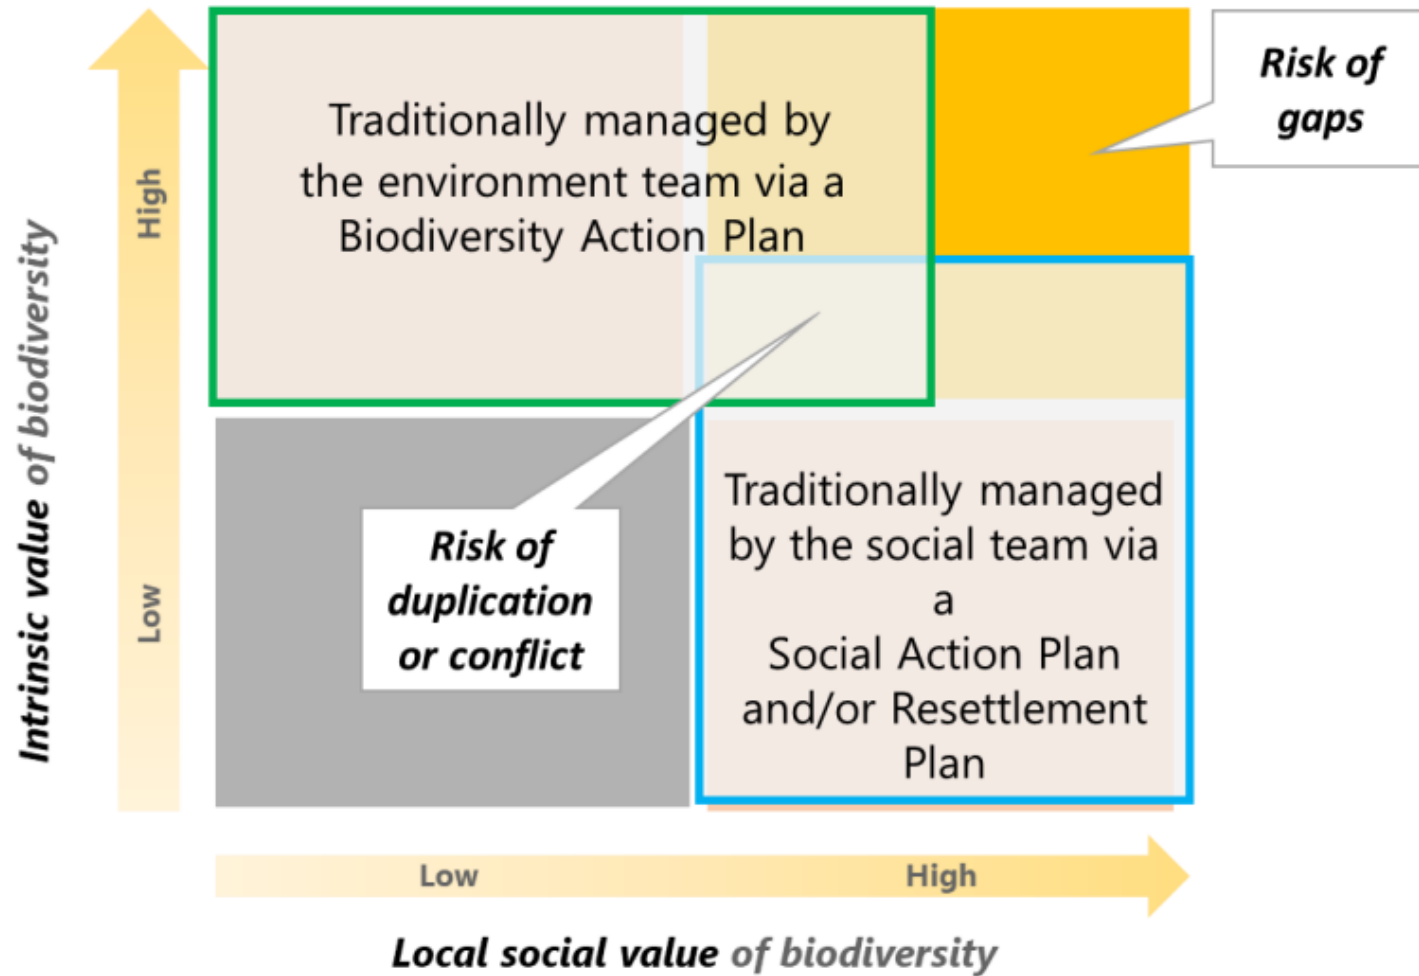 Traditionally managed by
the environment team via a
Biodiversity Action Plan
Risk of
gaps
High
Low
Intrinsic value of biodiversity
Risk of
duplication
or conflict
Traditionally managed
by the social team via
a
Social Action Plan
and/or Resettlement
Plan
Low
High
Local social value of biodiversity